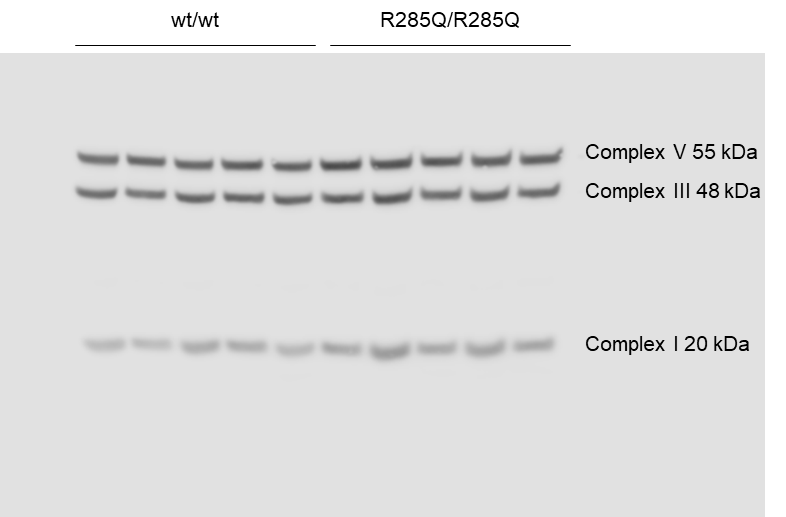 wt/wt
R285Q/R285Q
Complex V 55 kDa
Complex III 48 kDa
Complex I 20 kDa